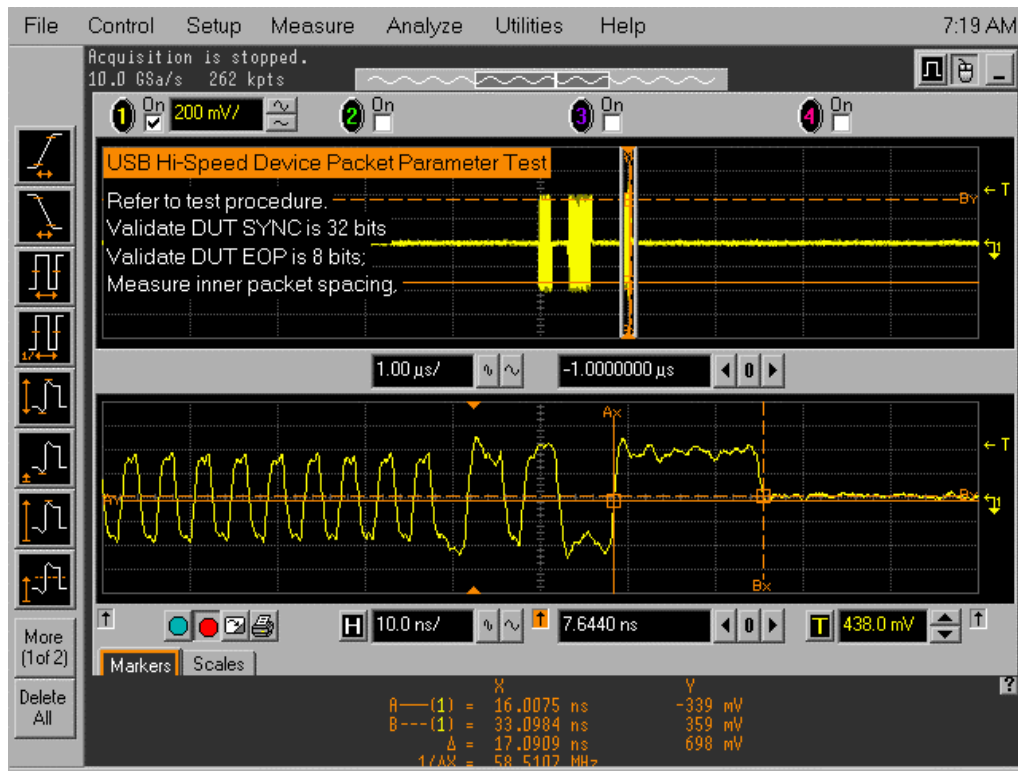 File Control Setup Measure Analyze Utilities Help 7:19 AM
Acquisition is stopped.
10.0 GSa/s 262 kpts
1 On 200 mV/ 2 On 3 On 4 On
USB Hi-Speed Device Packet Parameter Test
Refer to test procedure.
Validate DUT SYNC is 32 bits
Validate DUT EOP is 8 bits;
Measure inner packet spacing,
By
T
1
1.00 µs/ -1.0000000 µs 0
Ax
T
By
1
Bx
H 10.0 ns/ 7.6440 ns 0 T 438.0 mV
More
(1 of 2)
Delete
All
Markers Scales
?
X Y
A——(1) = 16.0075 ns -339 mV
B---(1) = 33.0984 ns 359 mV
Δ = 17.0909 ns 698 mV
1/ΔX = 58.5107 MHz